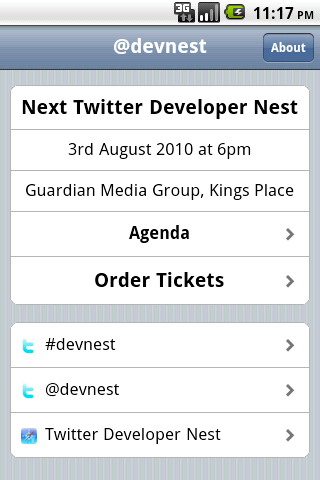 3G
11:17 PM
@devnest
About
Next Twitter Developer Nest
3rd August 2010 at 6pm
Guardian Media Group, Kings Place
Agenda
Order Tickets
#devnest
@devnest
Twitter Developer Nest